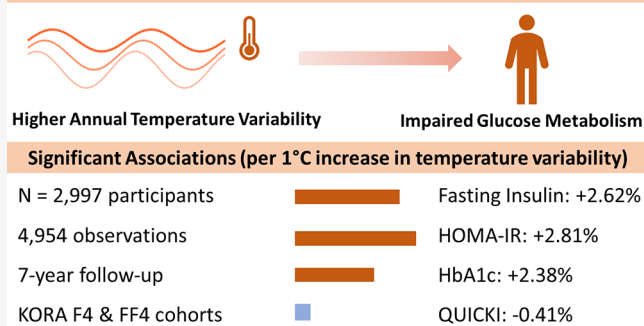 Higher Annual Temperature Variability
Impaired Glucose Metabolism
Significant Associations (per 1°C increase in temperature variability)
N = 2,997 participants
Fasting Insulin: +2.62%
4,954 observations
HOMA-IR: +2.81%
7-year follow-up
HbA1c: +2.38%
KORA F4 & FF4 cohorts
QUICKI: -0.41%